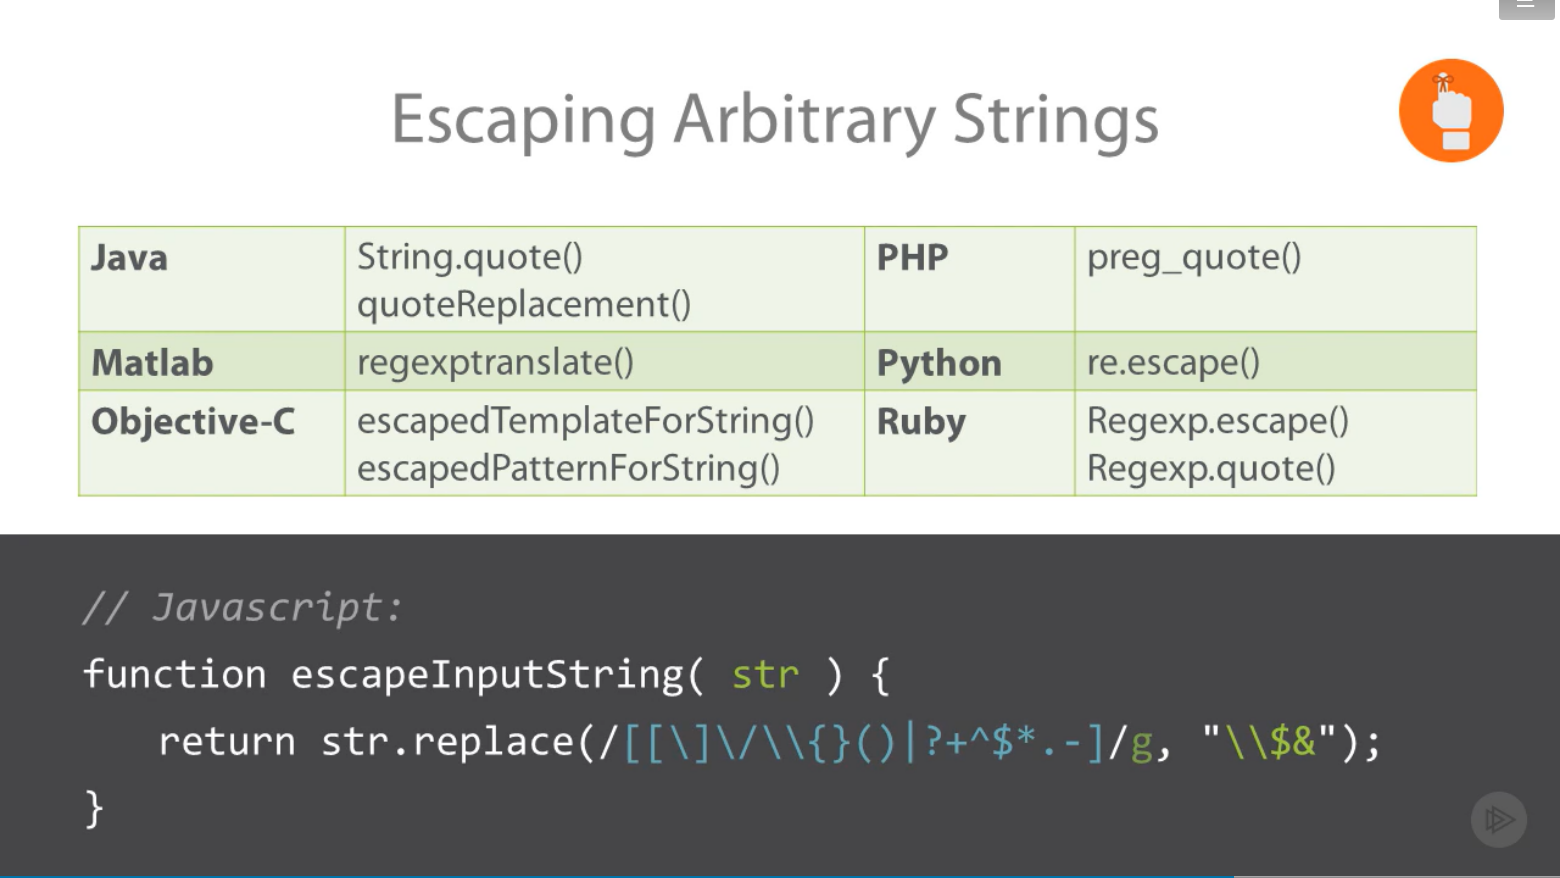 Escaping Arbitrary Strings
Java String.quote() PHP preg_quote()
quoteReplacement()
Matlab regexptranslate() Python re.escape()
Objective-C escapedTemplateForString() Ruby Regexp.escape()
escapedPatternForString() Regexp.quote()
// Javascript:
function escapeInputString( str ) {
return str.replace(/[[\]\/\\{}()|?+^$*.-]/g, "\\$&");
}